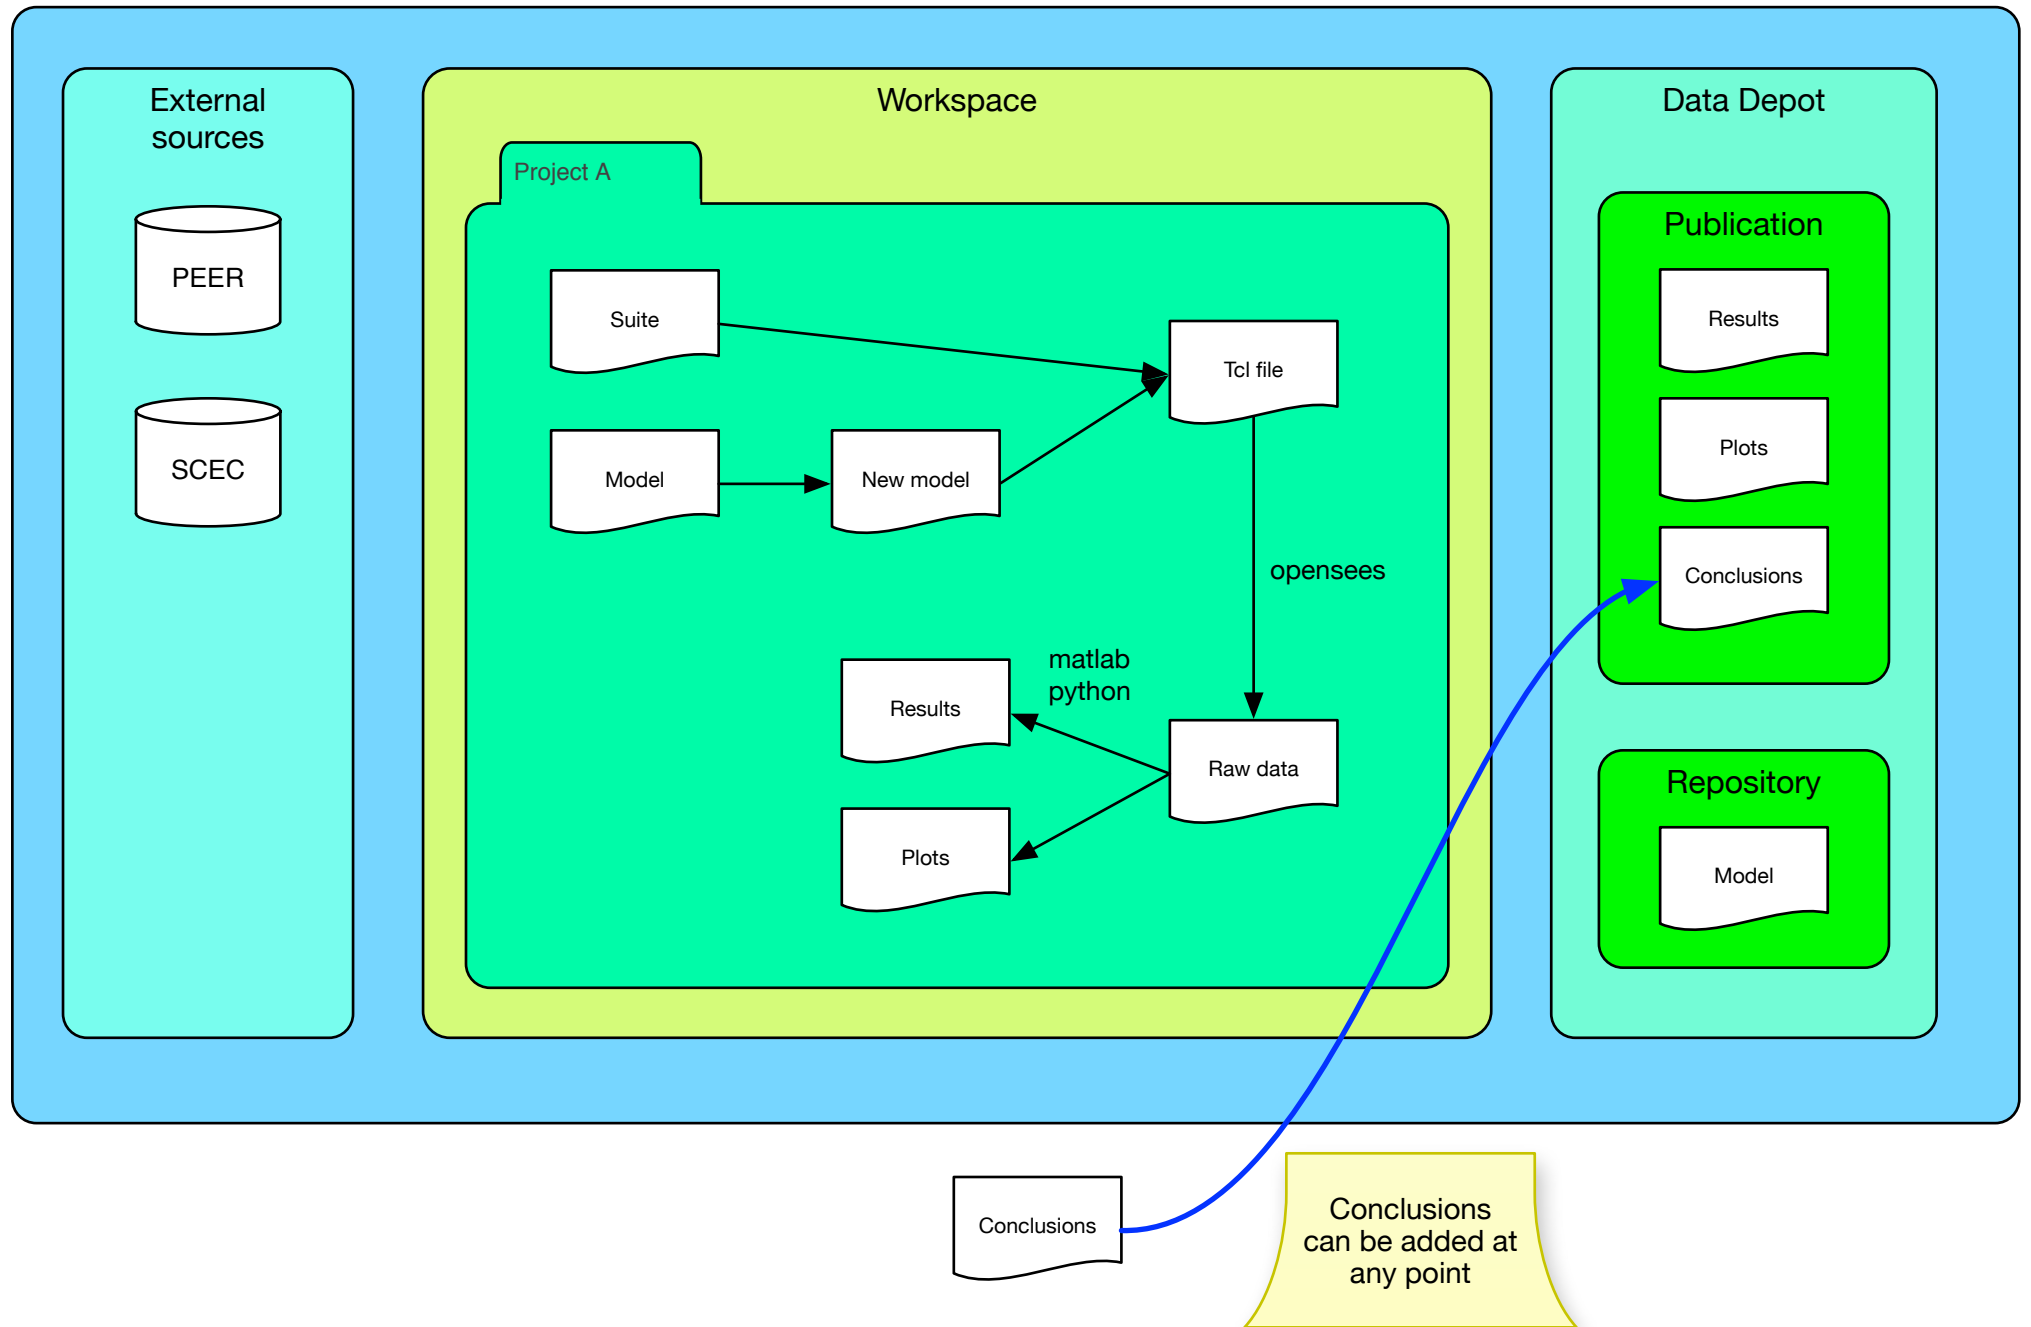 External
sources
PEER
SCEC
Workspace
Project A
Suite
Tcl file
Model
New model
opensees
matlab
python
Results
Raw data
Plots
Data Depot
Publication
Results
Plots
Conclusions
Repository
Model
Conclusions
Conclusions
can be added at
any point